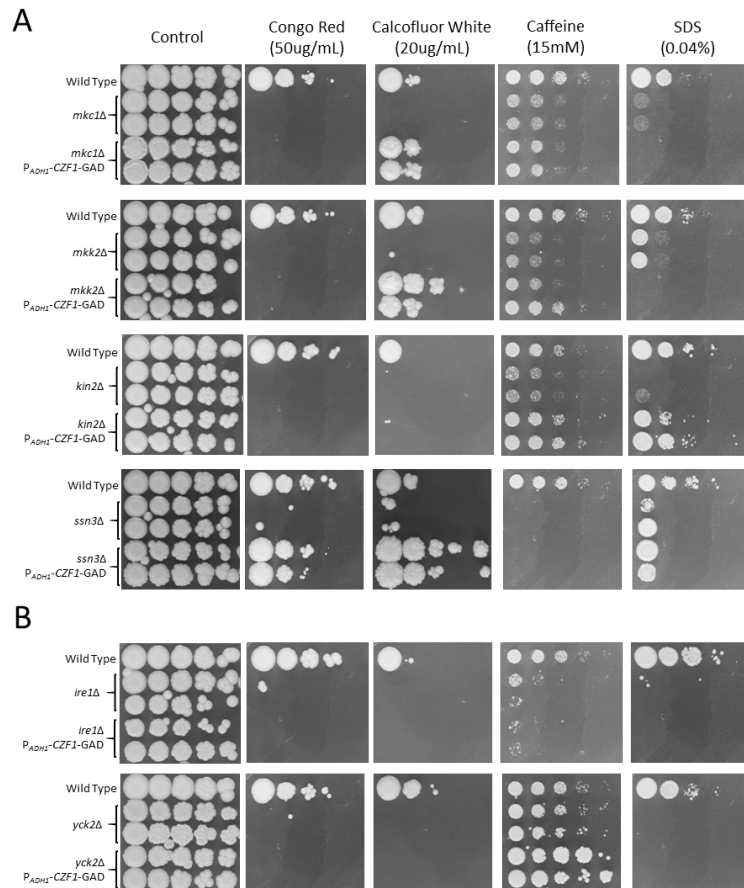 A
Control
Congo Red
(50ug/mL)
Calcofluor White
(20ug/mL)
Caffeine
(15mM)
SDS
(0.04%)
Wild Type
mkc1Δ
mkc1Δ
PADH1-CZF1-GAD
Wild Type
mkk2Δ
mkk2Δ
PADH1-CZF1-GAD
Wild Type
kin2Δ
kin2Δ
PADH1-CZF1-GAD
Wild Type
ssn3Δ
ssn3Δ
PADH1-CZF1-GAD
B
Wild Type
ire1Δ
ire1Δ
PADH1-CZF1-GAD
Wild Type
yck2Δ
yck2Δ
PADH1-CZF1-GAD